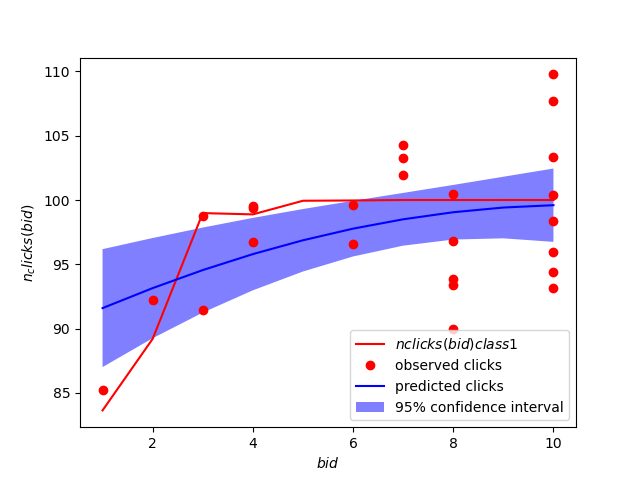 110
105
100
95
90
85
n_clicks(bid)
nclicks(bid)class1
observed clicks
predicted clicks
95% confidence interval
2
4
6
8
10
bid